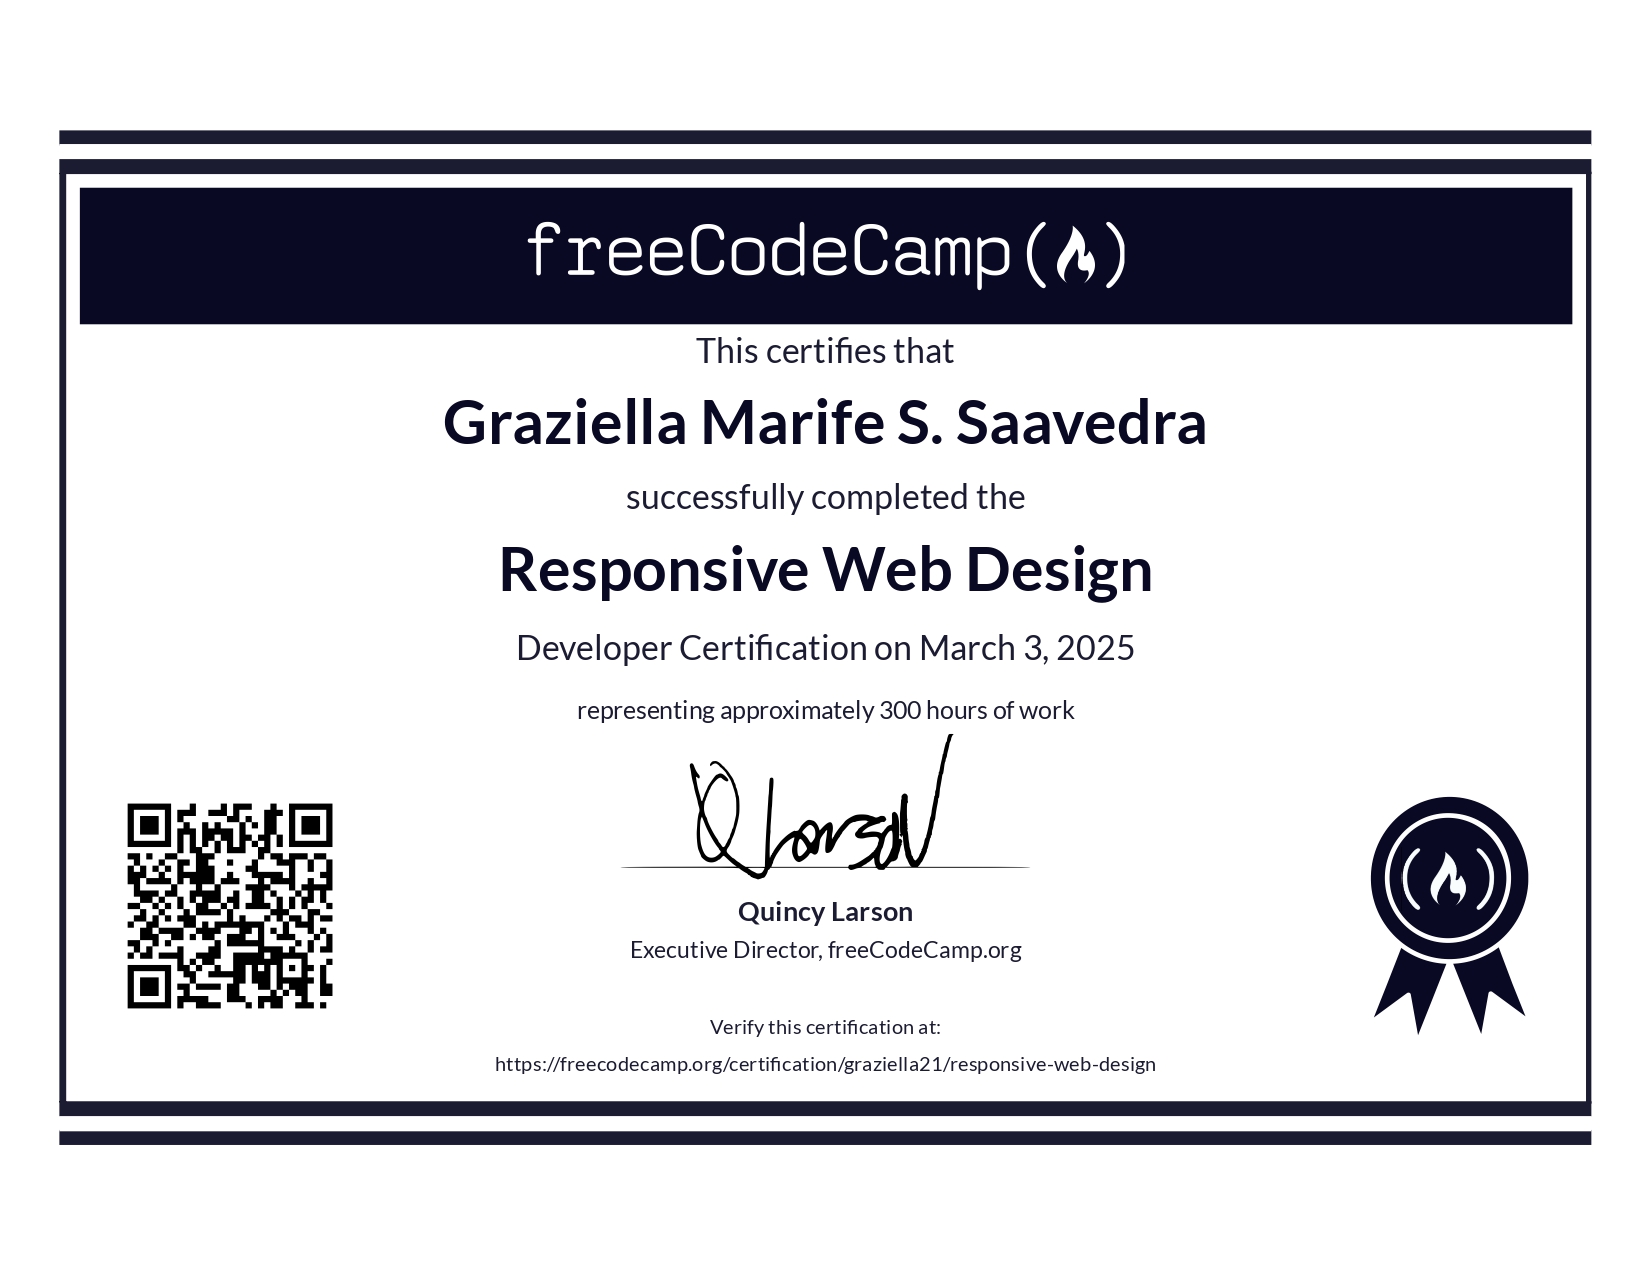 freeCodeCamp
This certifies that
Graziella Marife S. Saavedra
successfully completed the
Responsive Web Design
Developer Certification on March 3, 2025
representing approximately 300 hours of work
Q Larson
Quincy Larson
Executive Director, freeCodeCamp.org
Verify this certification at:
https://freecodecamp.org/certification/graziella21/responsive-web-design